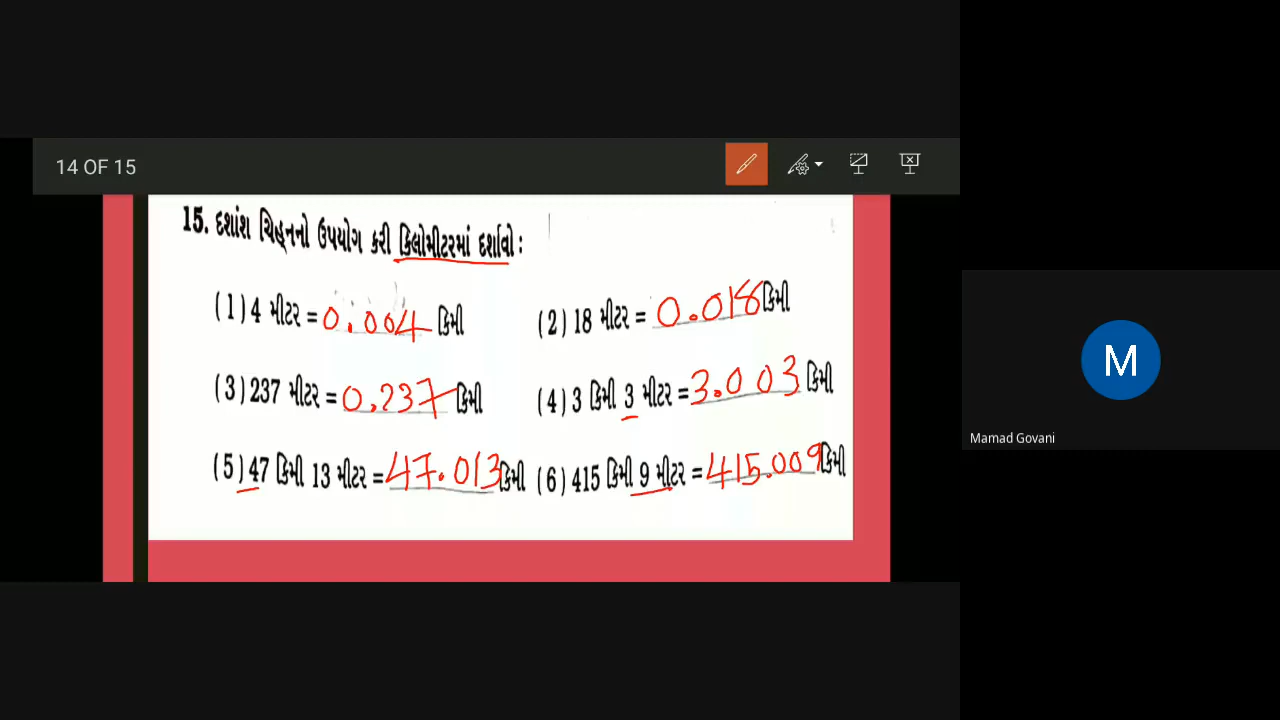 14 OF 15
15. દશાંશ ચિહ્નનો ઉપયોગ કરી કિલોમીટરમાં દર્શાવો :
(1) 4 મીટર = 0.004 કિમી (2) 18 મીટર = 0.018 કિમી
(3) 237 મીટર = 0.237 કિમી (4) 3 કિમી 3 મીટર = 3.003 કિમી
(5) 47 કિમી 13 મીટર = 47.013 કિમી (6) 415 કિમી 9 મીટર = 415.009 કિમી
M
Mamad Govani